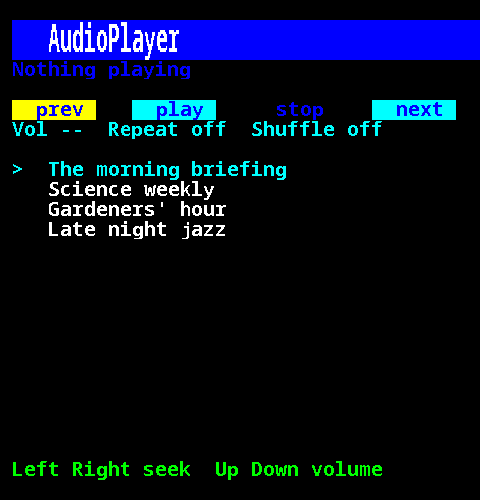 AudioPlayer
Nothing playing
prev play stop next
Vol -- Repeat off Shuffle off
> The morning briefing
Science weekly
Gardeners' hour
Late night jazz
Left Right seek Up Down volume